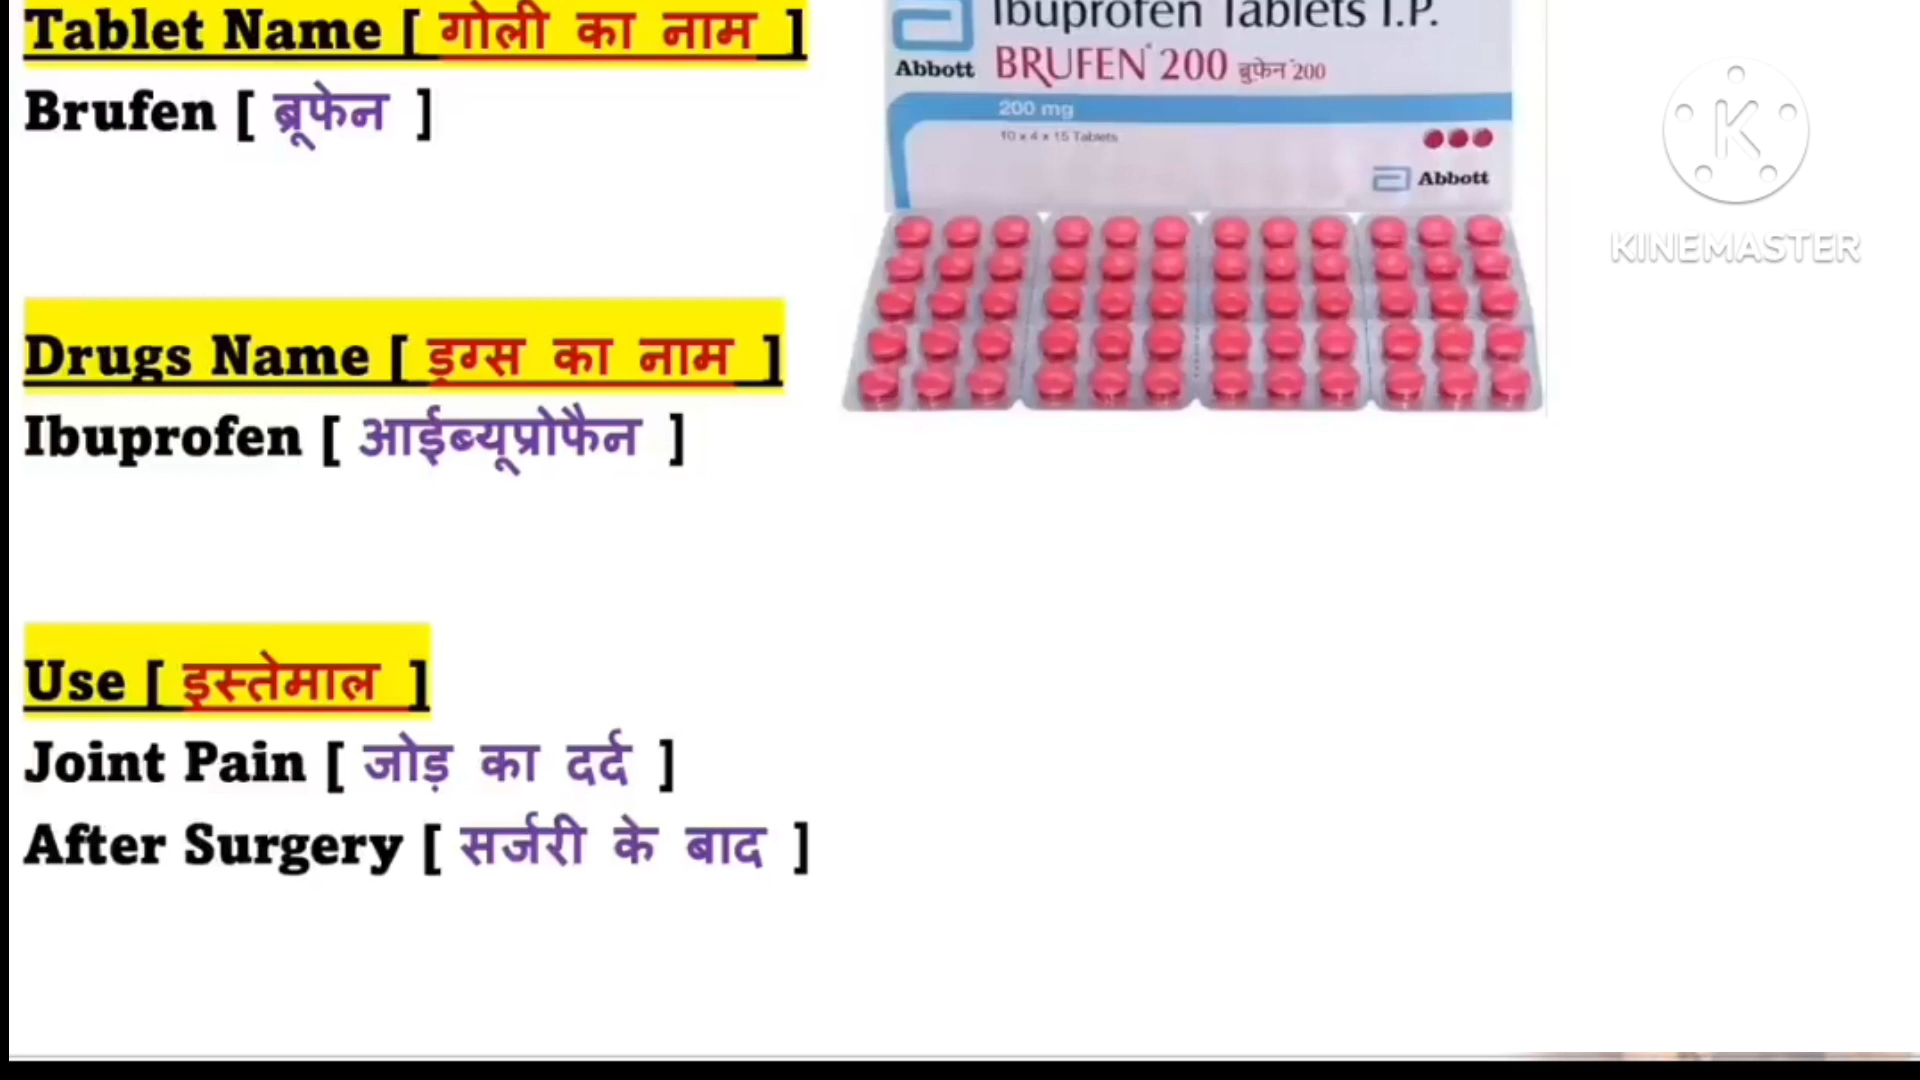 Tablet Name [ गोली का नाम ]
Brufen [ ब्रूफेन ]
Drugs Name [ ड्रग्स का नाम ]
Ibuprofen [ आईब्यूप्रोफैन ]
Use [ इस्तेमाल ]
Joint Pain [ जोड़ का दर्द ]
After Surgery [ सर्जरी के बाद ]
Ibuprofen Tablets I.P.
Abbott BRUFEN 200 ब्रुफेन 200
200 mg
10 x 4 x 15 Tablets
Abbott
K
KINEMASTER